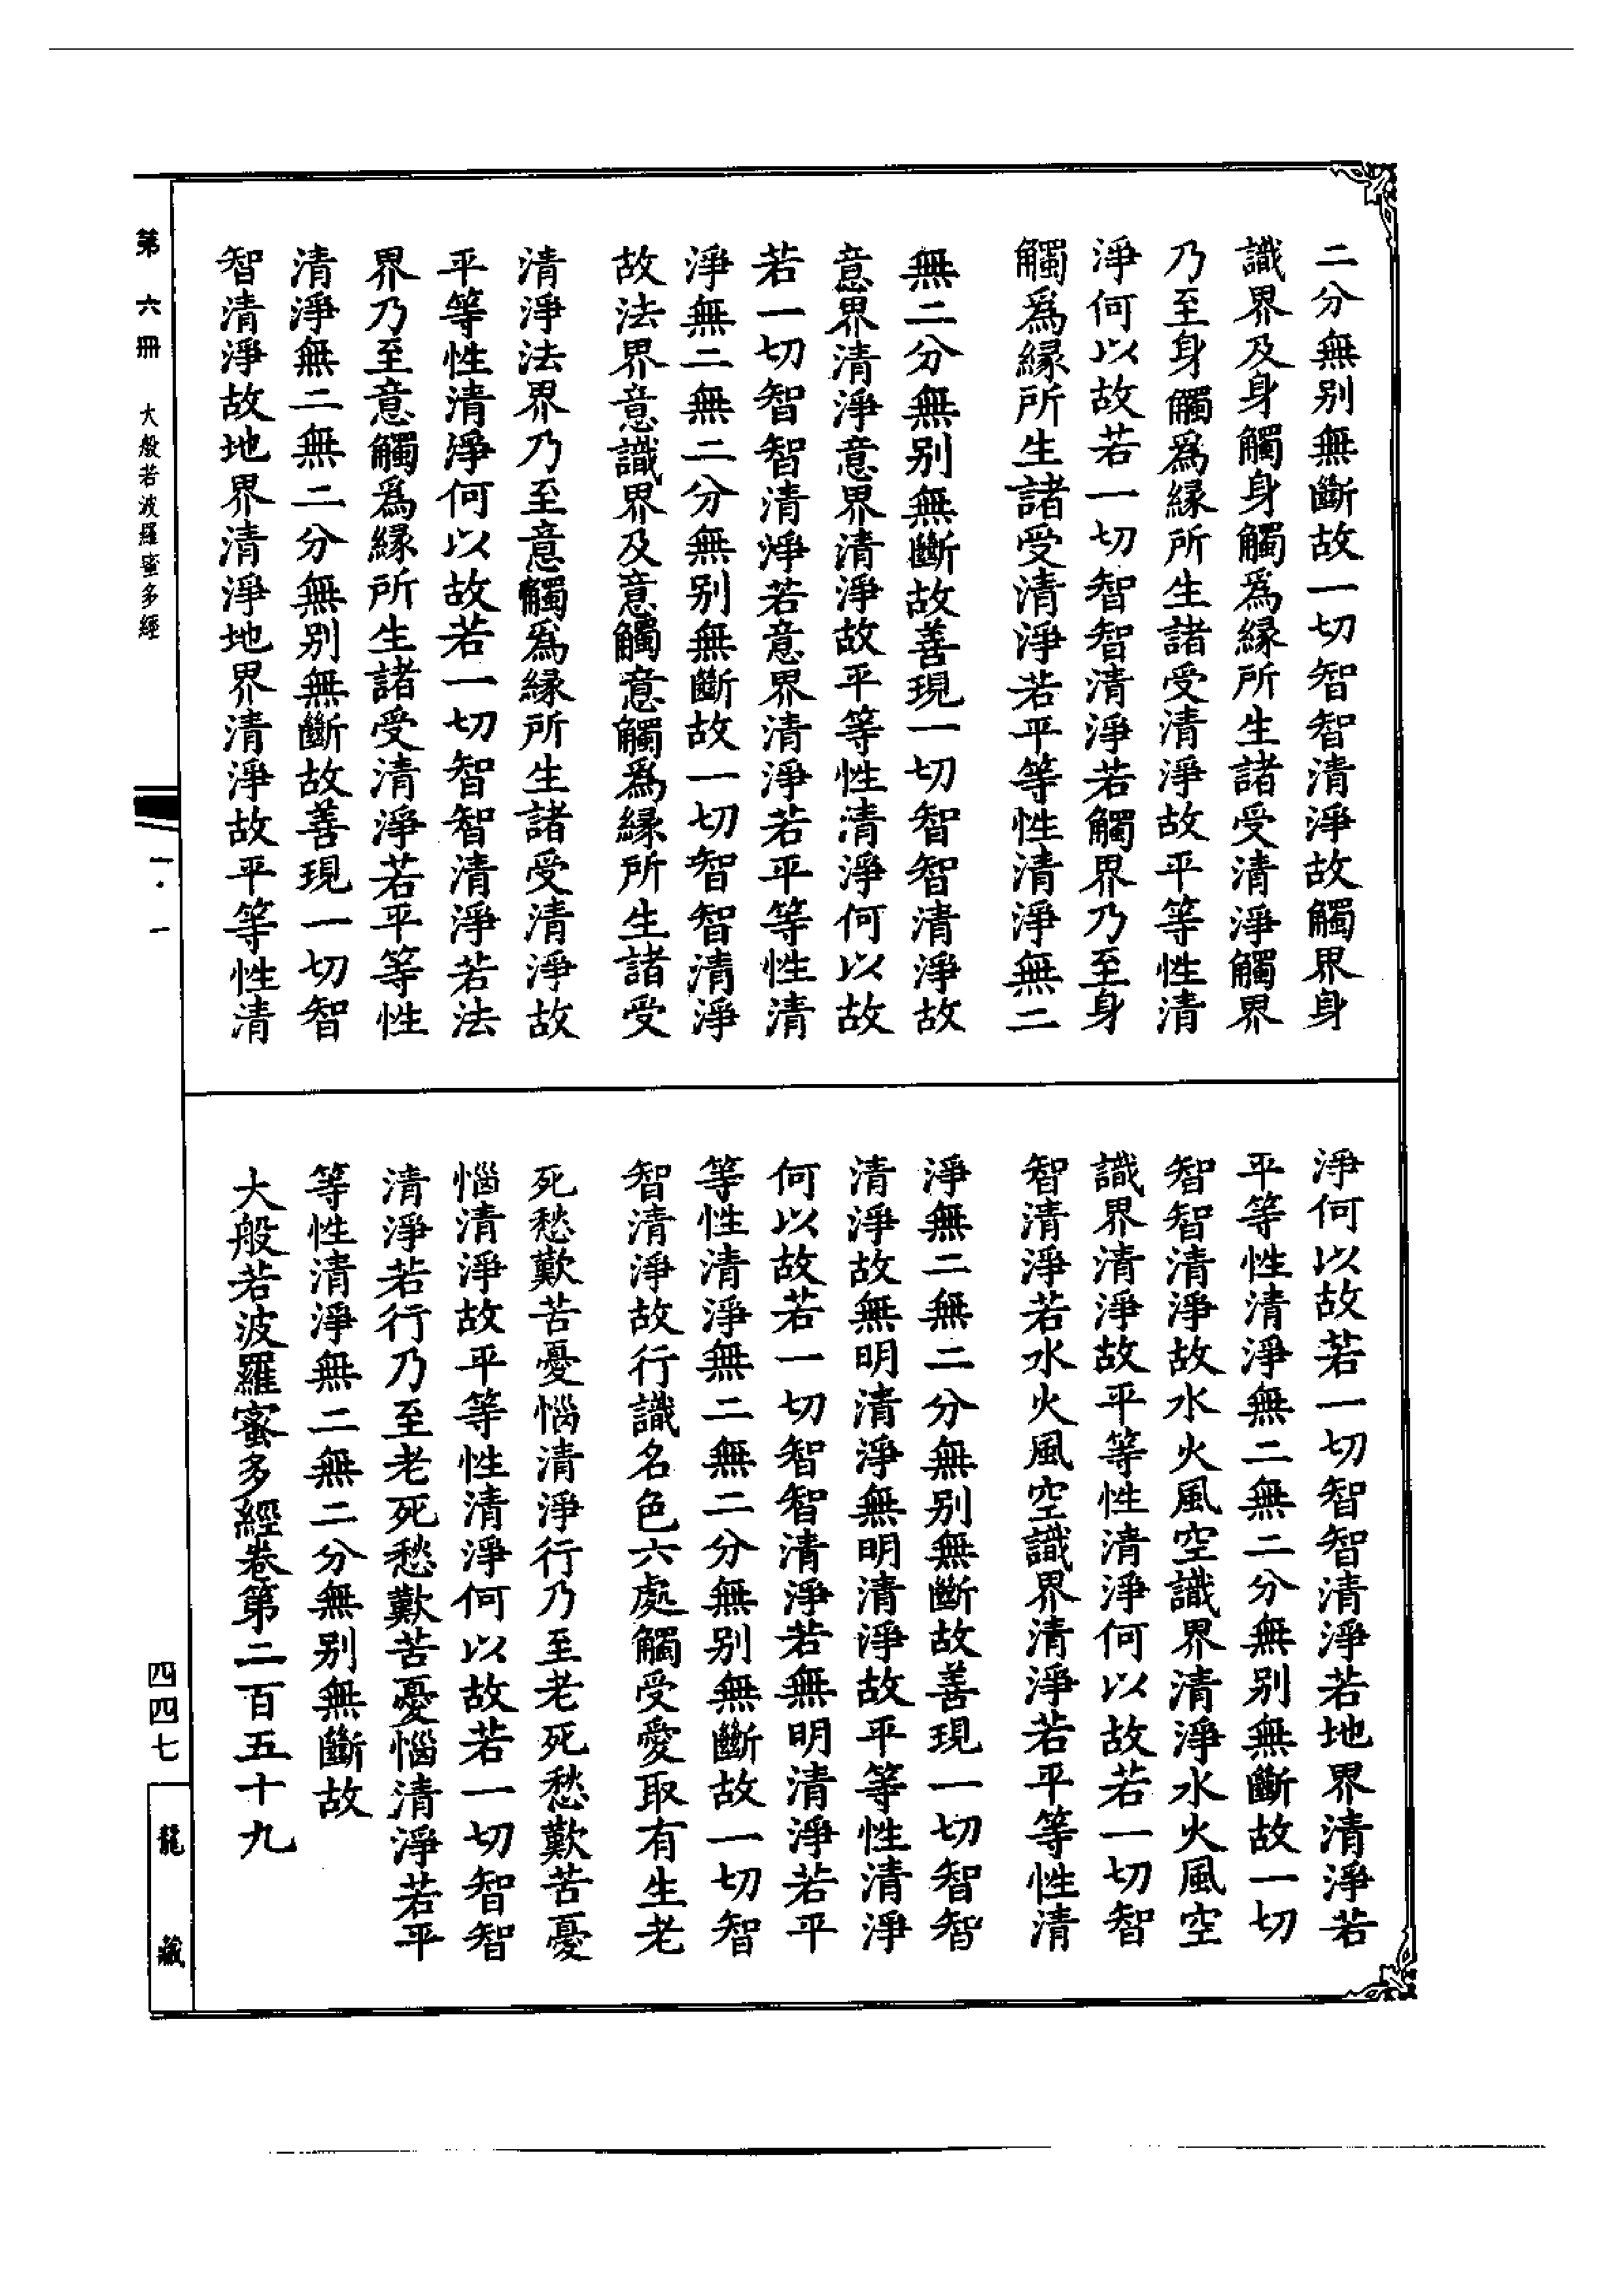 二分無別無斷故一切智智清淨故觸界身
識界及身觸身觸為緣所生諸受清淨觸界
乃至身觸為緣所生諸受清淨故平等性清
淨何以故若一切智智清淨若觸界乃至身
觸為緣所生諸受清淨若平等性清淨無二
無二分無別無斷故善現一切智智清淨故
意界清淨意界清淨故平等性清淨何以故
若一切智智清淨若意界清淨若平等性清
淨無二無二分無別無斷故一切智智清淨
故法界意識界及意觸意觸為緣所生諸受
清淨法界乃至意觸為緣所生諸受清淨故
平等性清淨何以故若一切智智清淨若法
界乃至意觸為緣所生諸受清淨若平等性
清淨無二無二分無別無斷故善現一切智
智清淨故地界清淨地界清淨故平等性清
淨何以故若一切智智清淨若地界清淨若
平等性清淨無二無二分無別無斷故一切
智智清淨故水火風空識界清淨水火風空
識界清淨故平等性清淨何以故若一切智
智清淨若水火風空識界清淨若平等性清
淨無二無二分無別無斷故善現一切智智
清淨故無明清淨無明清淨故平等性清淨
何以故若一切智智清淨若無明清淨若平
等性清淨無二無二分無別無斷故一切智
智清淨故行識名色六處觸受愛取有生老
死愁歎苦憂惱清淨行乃至老死愁歎苦憂
惱清淨故平等性清淨何以故若一切智智
清淨若行乃至老死愁歎苦憂惱清淨若平
等性清淨無二無二分無別無斷故
大般若波羅蜜多經卷第二百五十九
第六冊 大般若波羅蜜多經
一·一
四四七
龍藏